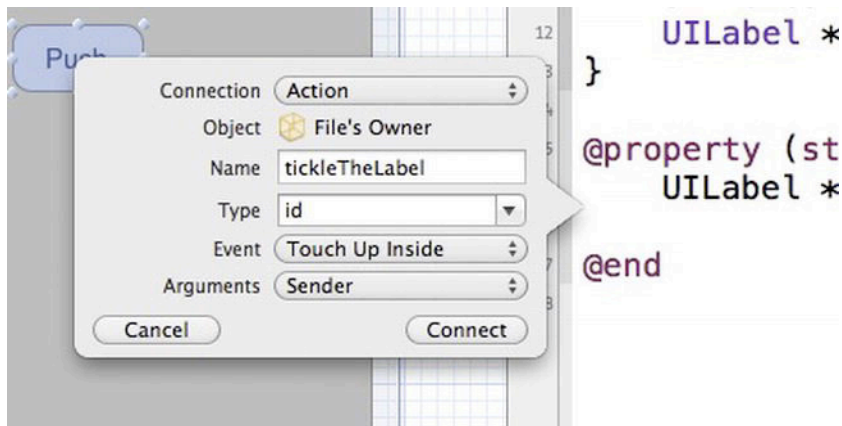 Push
Connection Action
Object File's Owner
Name tickleTheLabel
Type id
Event Touch Up Inside
Arguments Sender
Cancel Connect
12 UILabel *
}
@property (st
UILabel *
@end